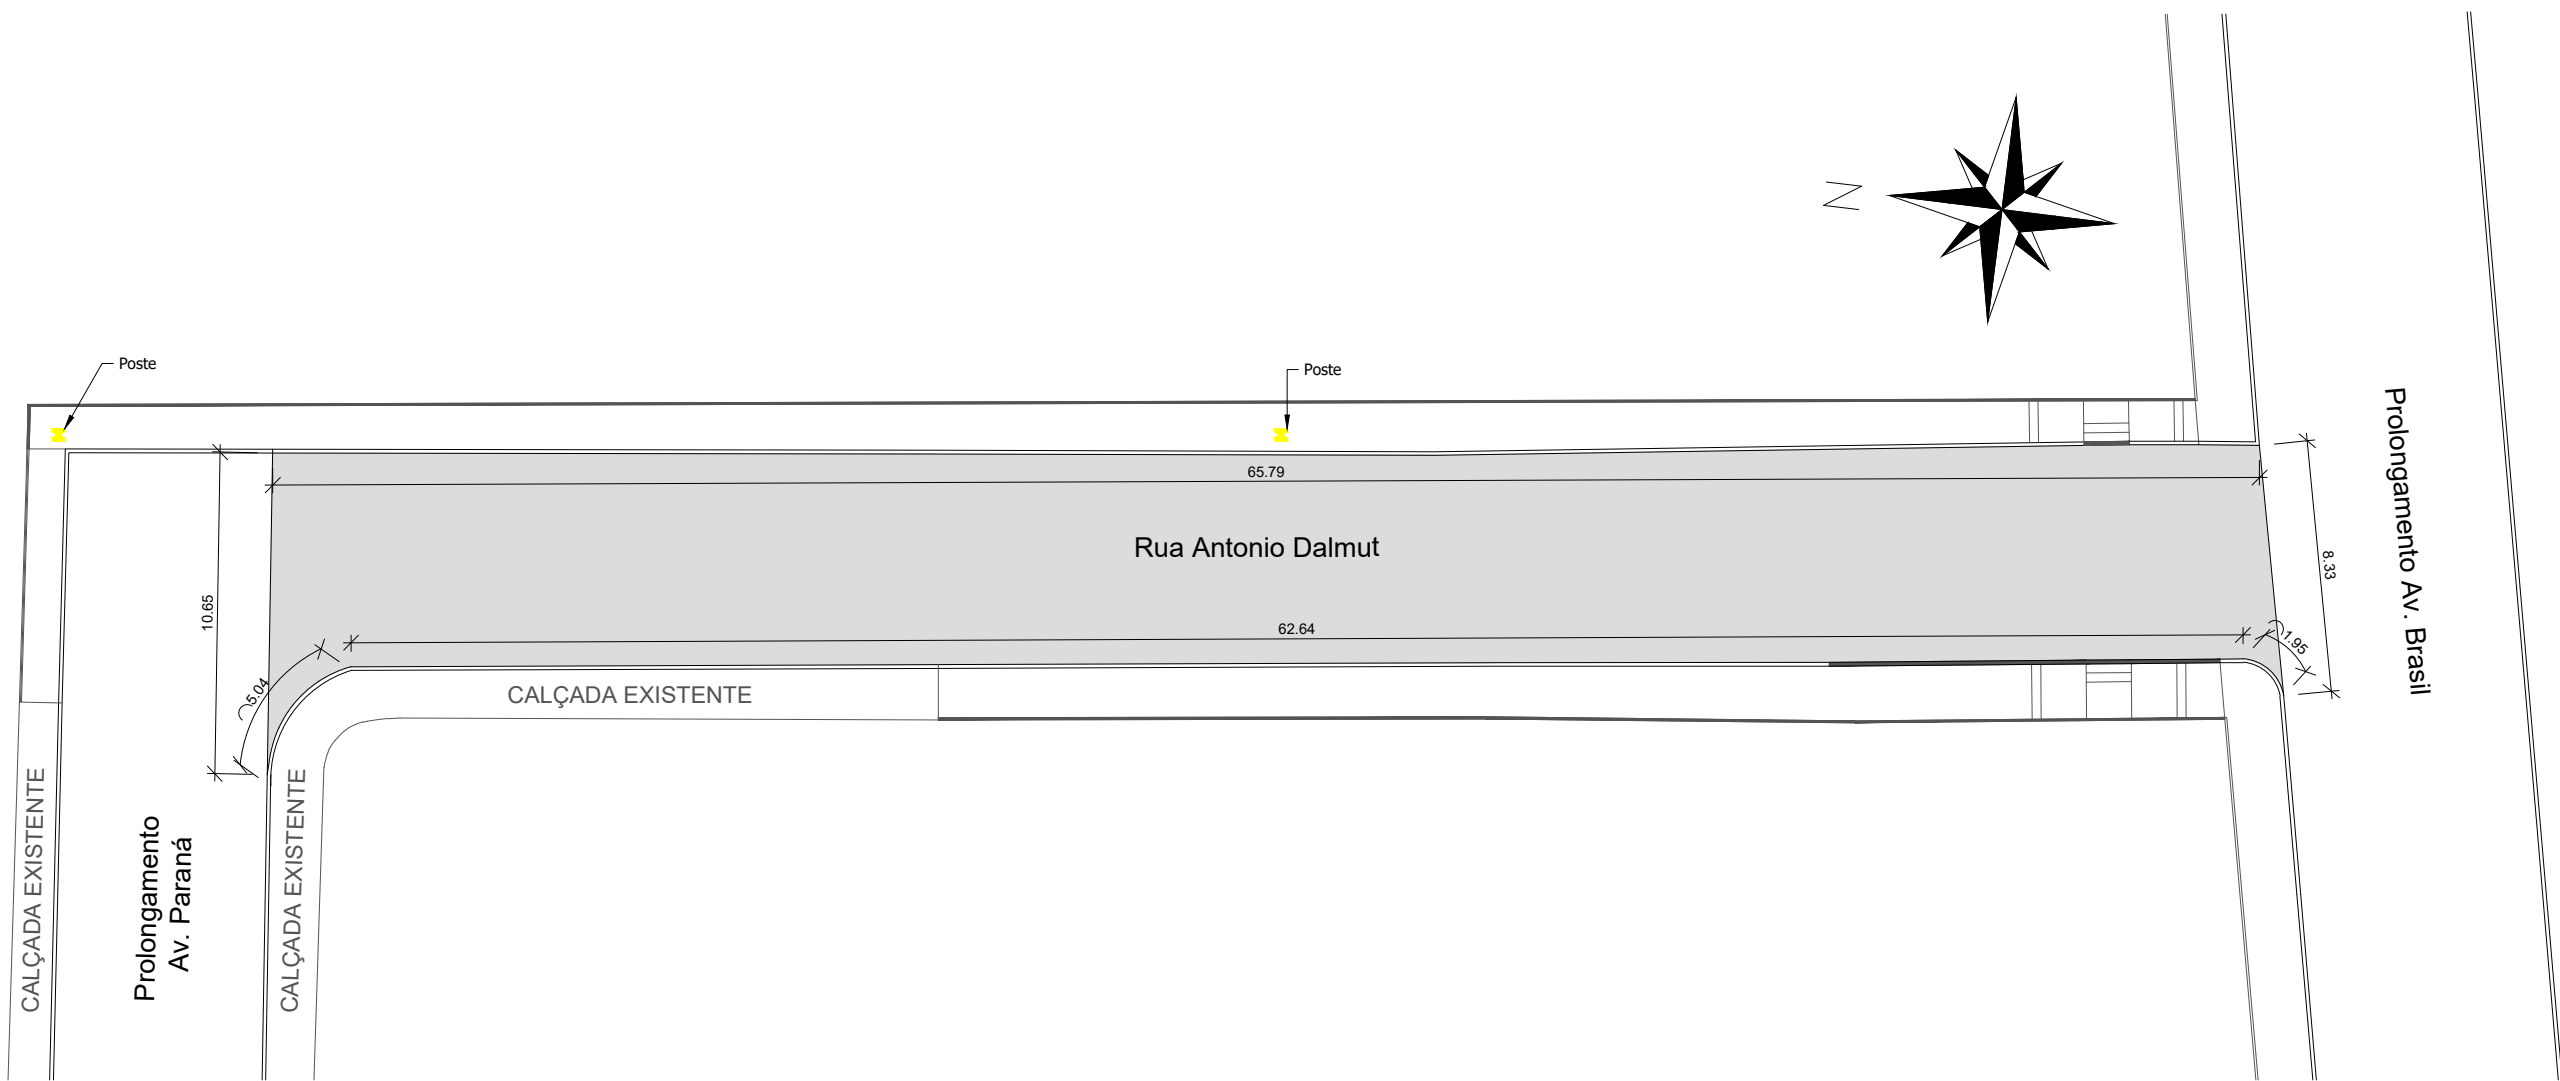 N
Poste
Poste
65.79
Rua Antonio Dalmut
10.65
8.33
Prolongamento Av. Brasil
62.64
1.95
5.04
CALÇADA EXISTENTE
CALÇADA EXISTENTE
Prolongamento
Av. Paraná
CALÇADA EXISTENTE